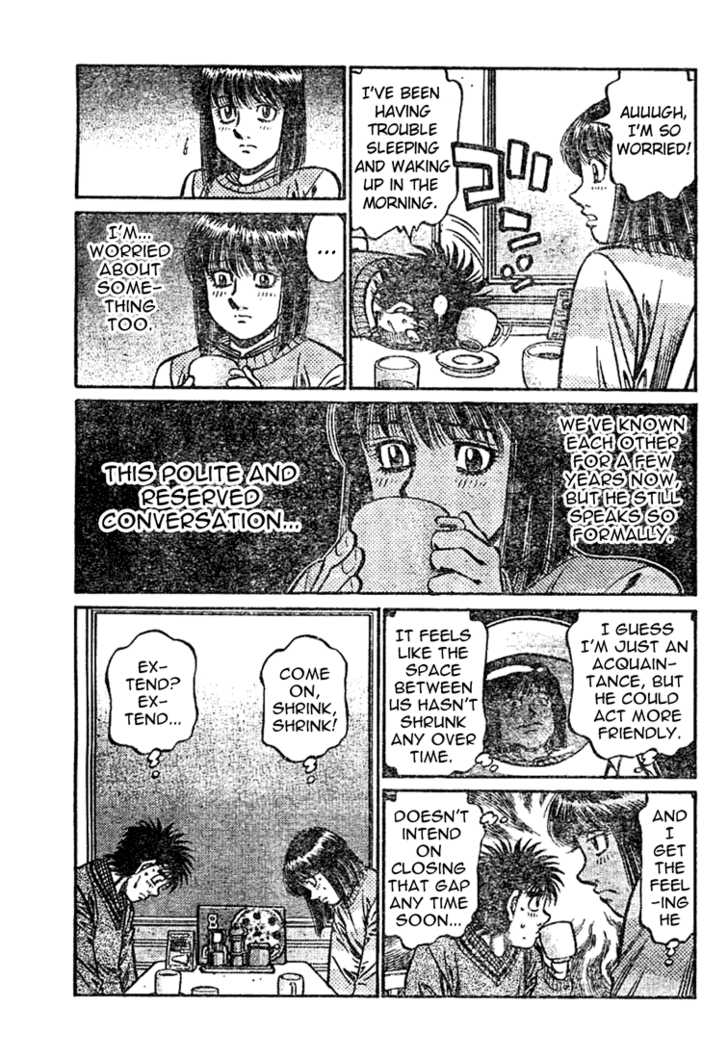 AUUUGH,
I'M SO
WORRIED!
I'VE BEEN
HAVING
TROUBLE
SLEEPING
AND WAKING
UP IN THE
MORNING.
ゴン
...
I'M...
WORRIED
ABOUT
SOME-
THING
TOO.
WE'VE KNOWN
EACH OTHER
FOR A FEW
YEARS NOW,
BUT HE STILL
SPEAKS SO
FORMALLY.
THIS POLITE AND
RESERVED
CONVERSATION...
I GUESS
I'M JUST AN
ACQUAIN-
TANCE, BUT
HE COULD
ACT MORE
FRIENDLY.
IT FEELS
LIKE THE
SPACE
BETWEEN
US HASN'T
SHRUNK
ANY OVER
TIME.
AND
I
GET
THE
FEEL
-ING
HE
DOESN'T
INTEND
ON
CLOSING
THAT GAP
ANY TIME
SOON...
COME
ON,
SHRINK,
SHRINK!
EX-
TEND?
EX-
TEND...